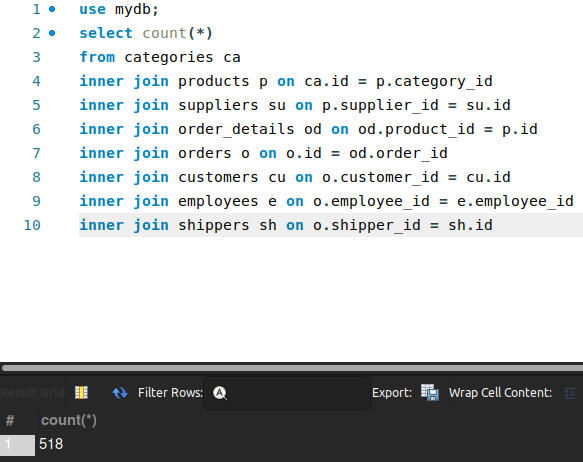 1 use mydb;
2 select count(*)
3 from categories ca
4 inner join products p on ca.id = p.category_id
5 inner join suppliers su on p.supplier_id = su.id
6 inner join order_details od on od.product_id = p.id
7 inner join orders o on o.id = od.order_id
8 inner join customers cu on o.customer_id = cu.id
9 inner join employees e on o.employee_id = e.employee_id
10 inner join shippers sh on o.shipper_id = sh.id
Result Grid Filter Rows: A Export: Wrap Cell Content: IA
# count(*)
1 518